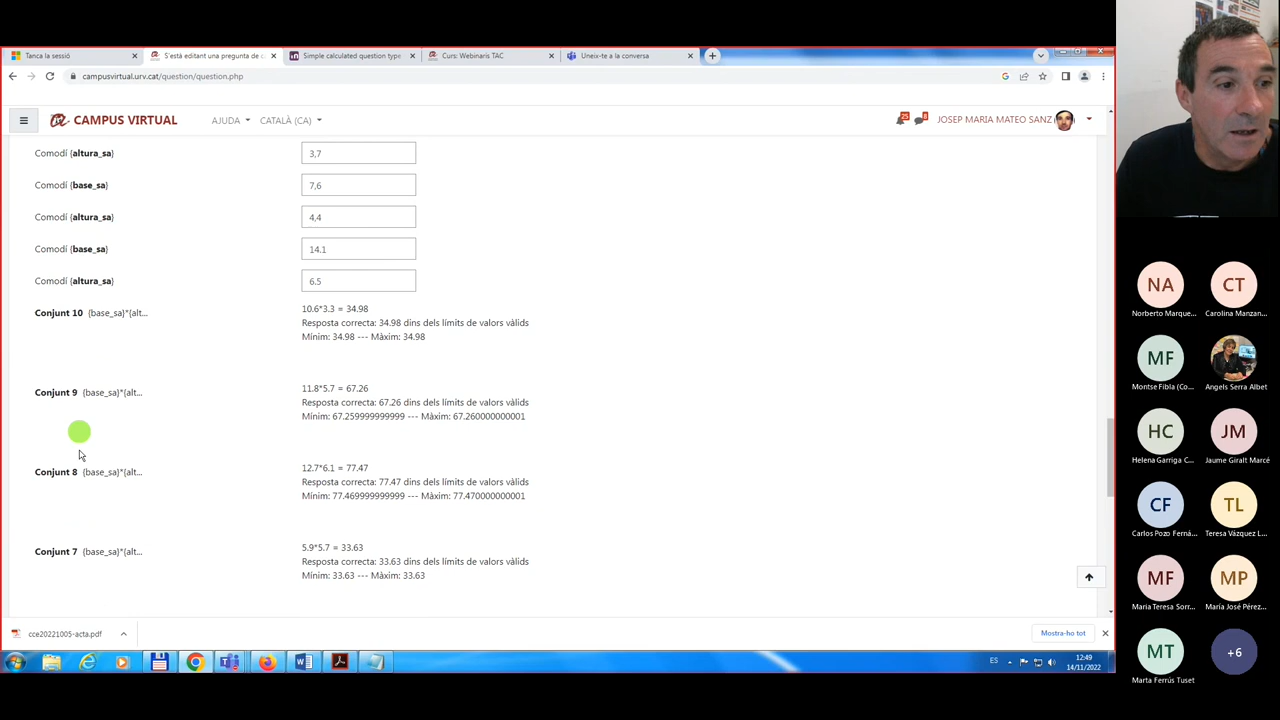 Tanca la sessió
S'està editant una pregunta de c
Simple calculated question type
Curs: Webinaris TAC
Uneix-te a la conversa
campusvirtual.urv.cat/question/question.php
CAMPUS VIRTUAL
AJUDA
CATALÀ (CA)
25
8
JOSEP MARIA MATEO SANZ
Comodí {altura_sa}
3,7
Comodí {base_sa}
7,6
Comodí {altura_sa}
4,4
Comodí {base_sa}
14.1
Comodí {altura_sa}
6.5
Conjunt 10 {base_sa}*{alt...
10.6*3.3 = 34.98
Resposta correcta: 34.98 dins dels límits de valors vàlids
Mínim: 34.98 --- Màxim: 34.98
Conjunt 9 {base_sa}*{alt...
11.8*5.7 = 67.26
Resposta correcta: 67.26 dins dels límits de valors vàlids
Mínim: 67.259999999999 --- Màxim: 67.260000000001
Conjunt 8 {base_sa}*{alt...
12.7*6.1 = 77.47
Resposta correcta: 77.47 dins dels límits de valors vàlids
Mínim: 77.469999999999 --- Màxim: 77.470000000001
Conjunt 7 {base_sa}*{alt...
5.9*5.7 = 33.63
Resposta correcta: 33.63 dins dels límits de valors vàlids
Mínim: 33.63 --- Màxim: 33.63
cce20221005-acta.pdf
Mostra-ho tot
ES
12:49
14/11/2022
NA
Norberto Marque...
CT
Carolina Manzan...
MF
Montse Fibla (Co...
Angels Serra Albet
HC
Helena Garriga C...
JM
Jaume Giralt Marcé
CF
Carlos Pozo Ferná...
TL
Teresa Vázquez L...
MF
Maria Teresa Sorr...
MP
María José Pérez...
MT
Marta Ferrús Tuset
+6